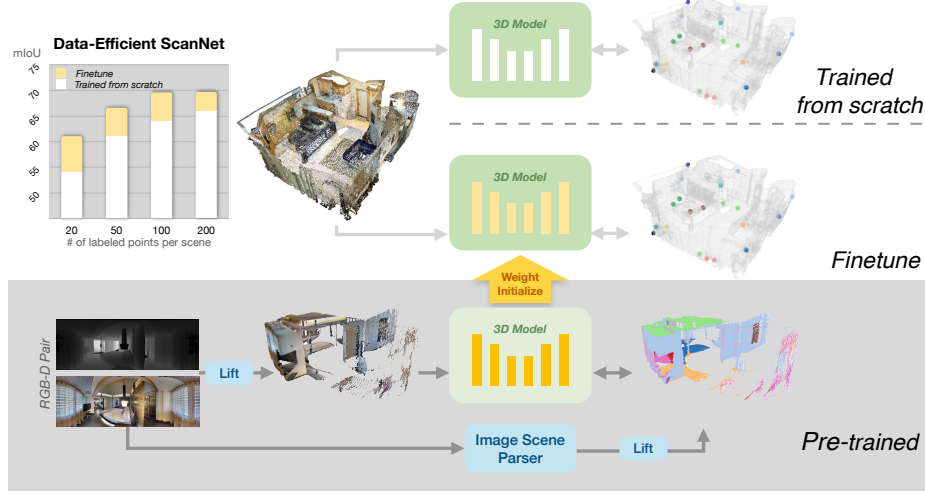 Data-Efficient ScanNet
mIoU
75
70
65
60
55
50
Finetune
Trained from scratch
20
50
100
200
# of labeled points per scene
3D Model
Trained
from scratch
3D Model
Finetune
Weight
Initialize
RGB-D Pair
Lift
3D Model
Image Scene
Parser
Lift
Pre-trained